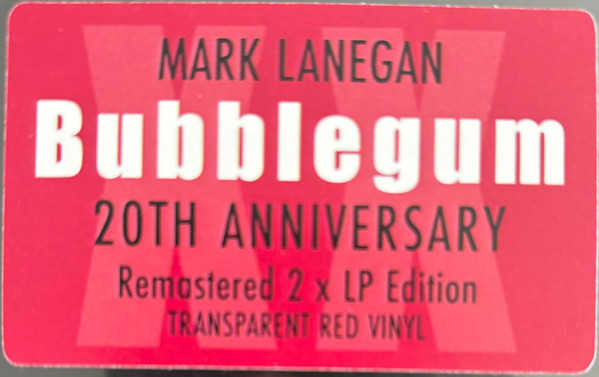 MARK LANEGAN
Bubblegum
20TH ANNIVERSARY
Remastered 2 x LP Edition
TRANSPARENT RED VINYL